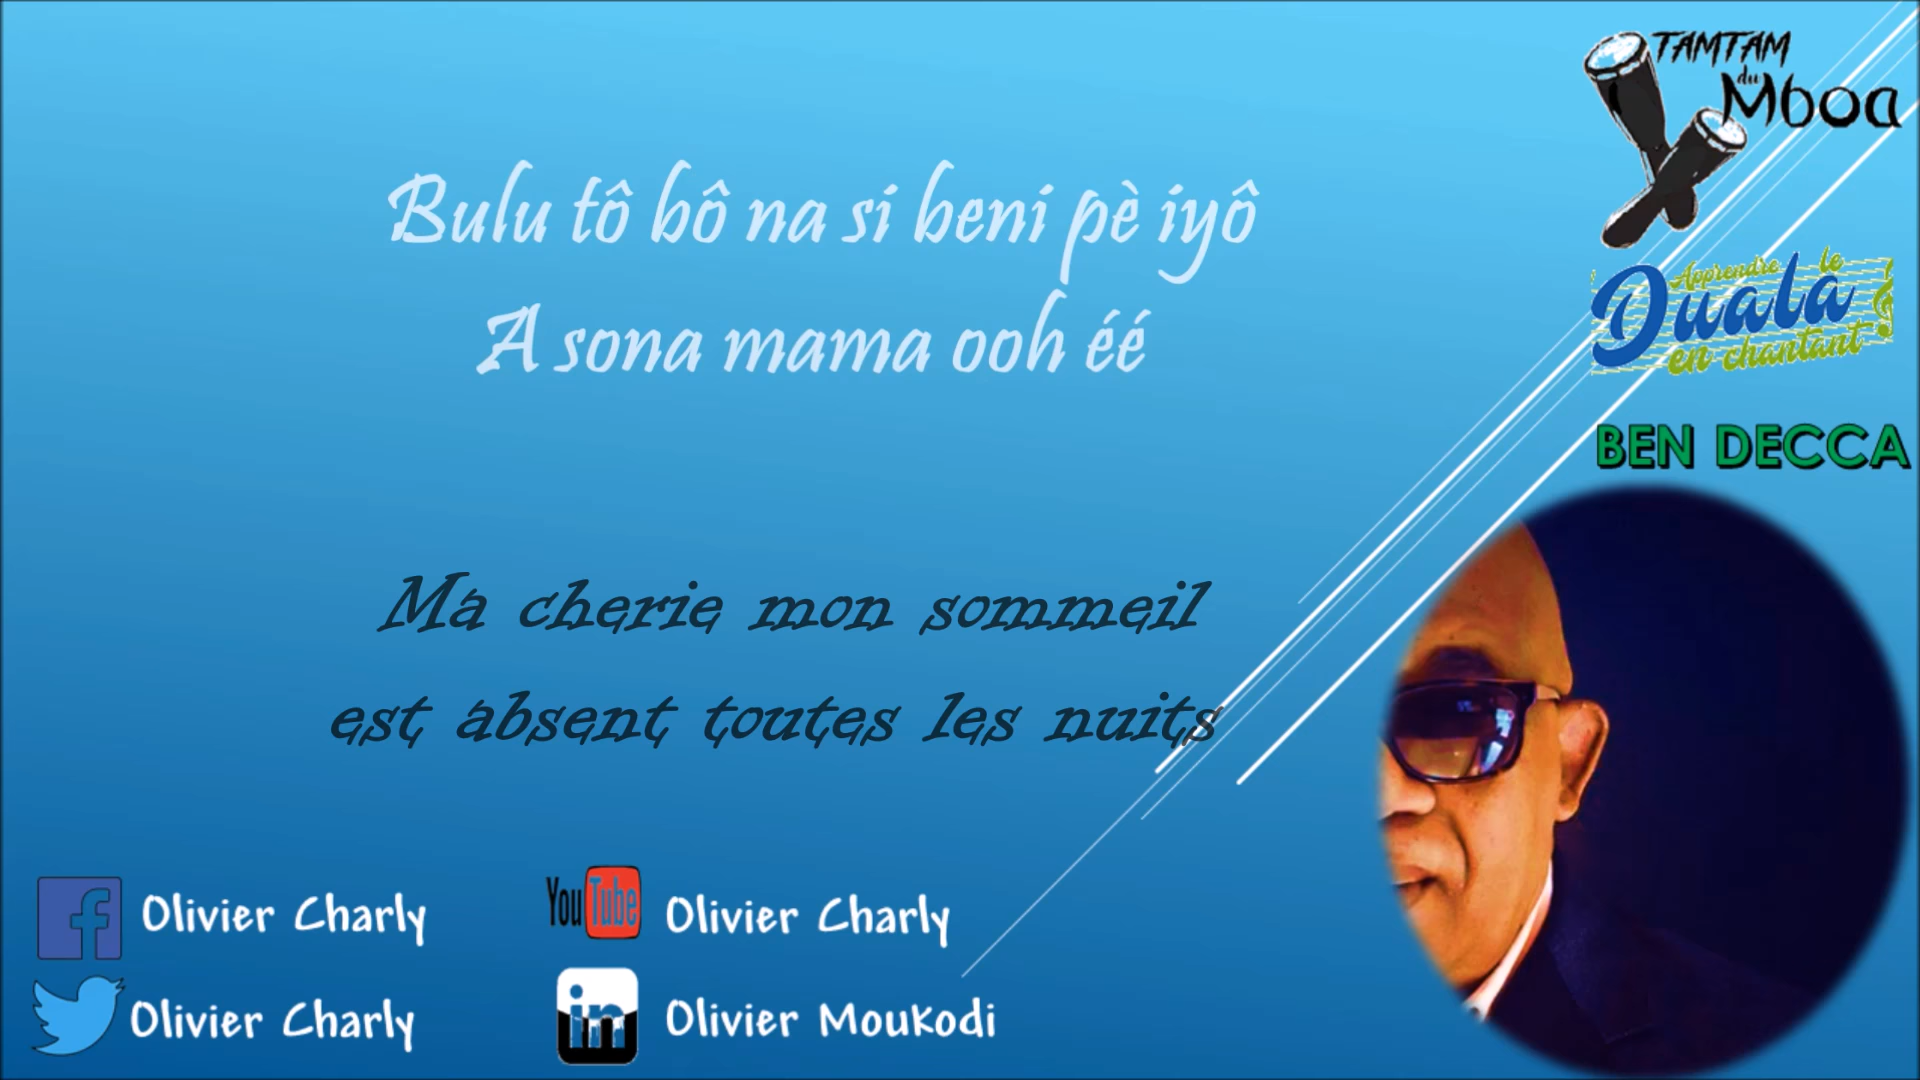 TAMTAM
du
Mboa
Apprendre le
Duala
en chantant
BEN DECCA
Bulu tô bô na si beni pè iyô
A sona mama ooh éé
Ma cherie mon sommeil
est absent toutes les nuits
Olivier Charly
YouTube Olivier Charly
Olivier Charly
in Olivier Moukodi